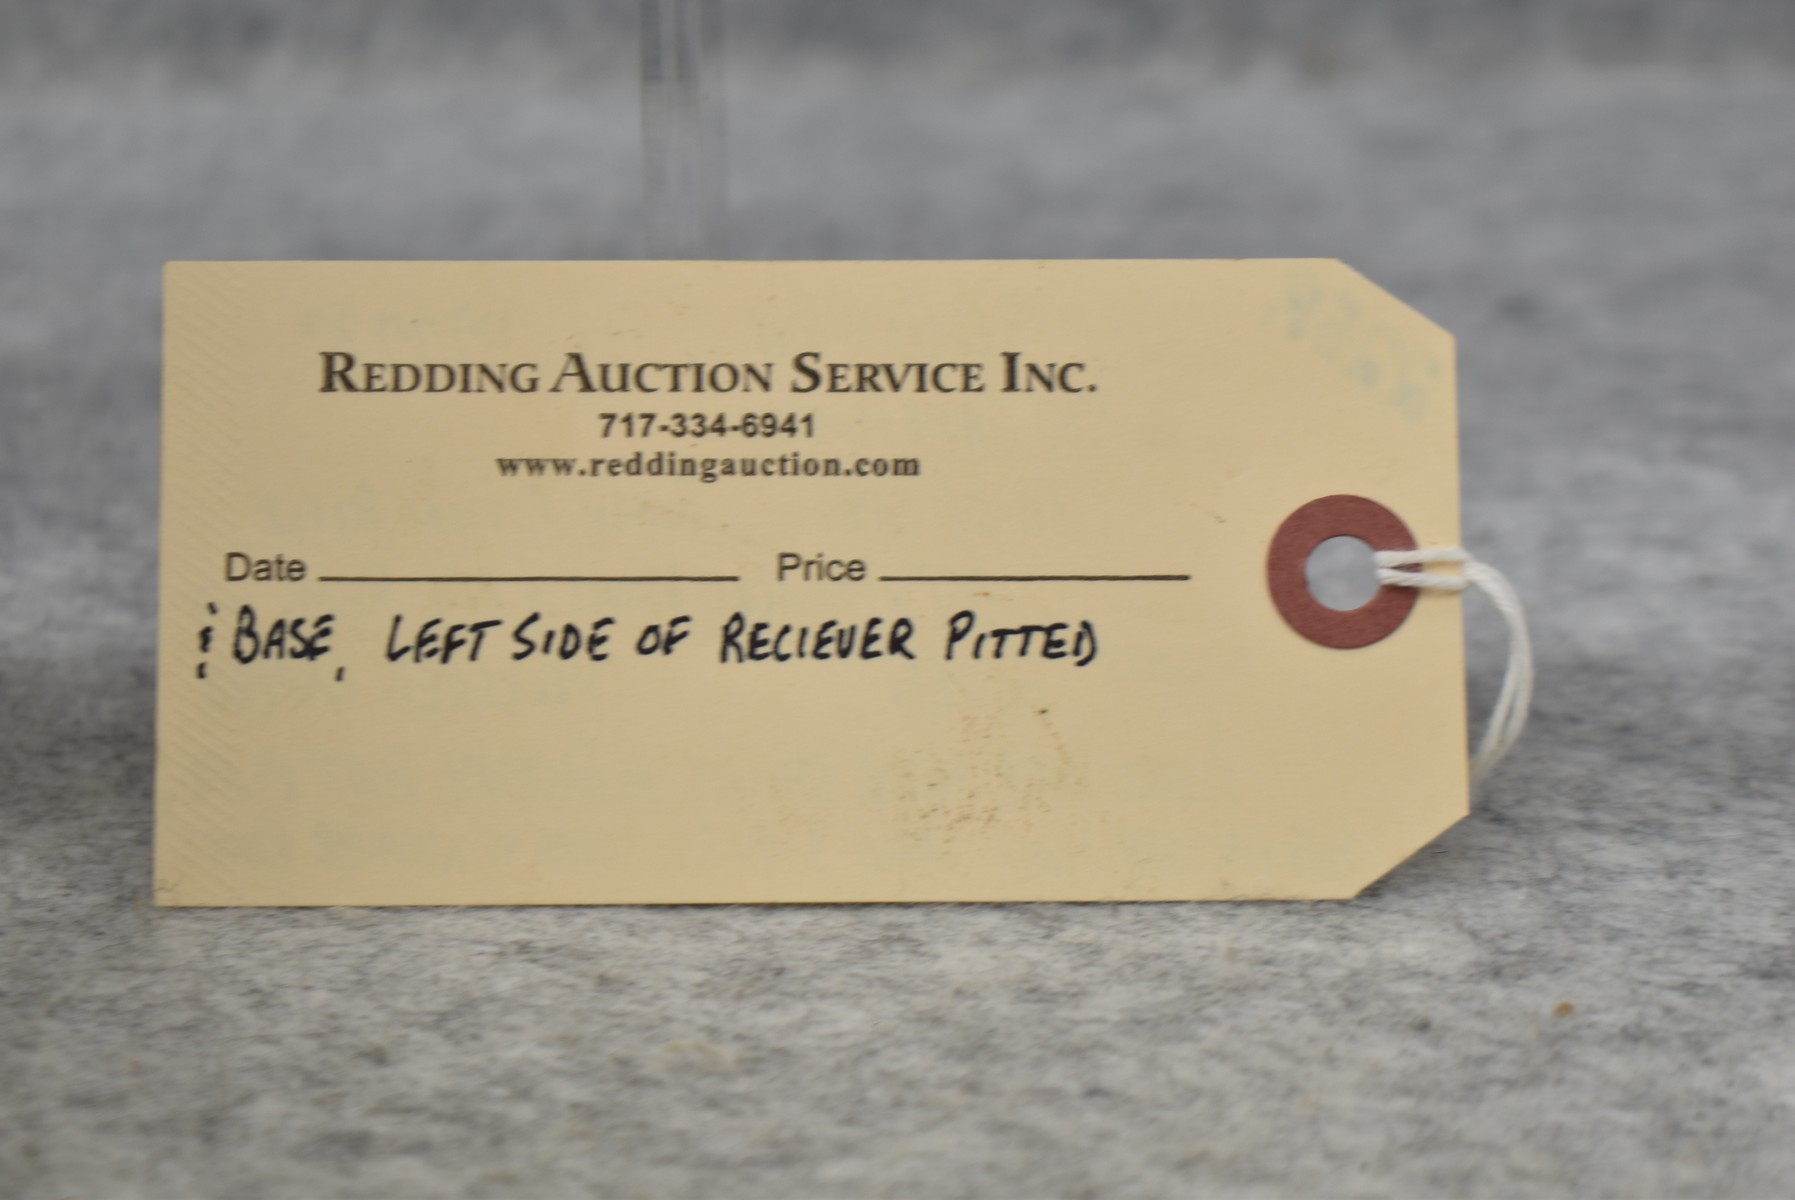 REDDING AUCTION SERVICE INC.
717-334-6941
www.reddingauction.com
Date Price
& BASE, LEFT SIDE OF RECIEVER PITTED